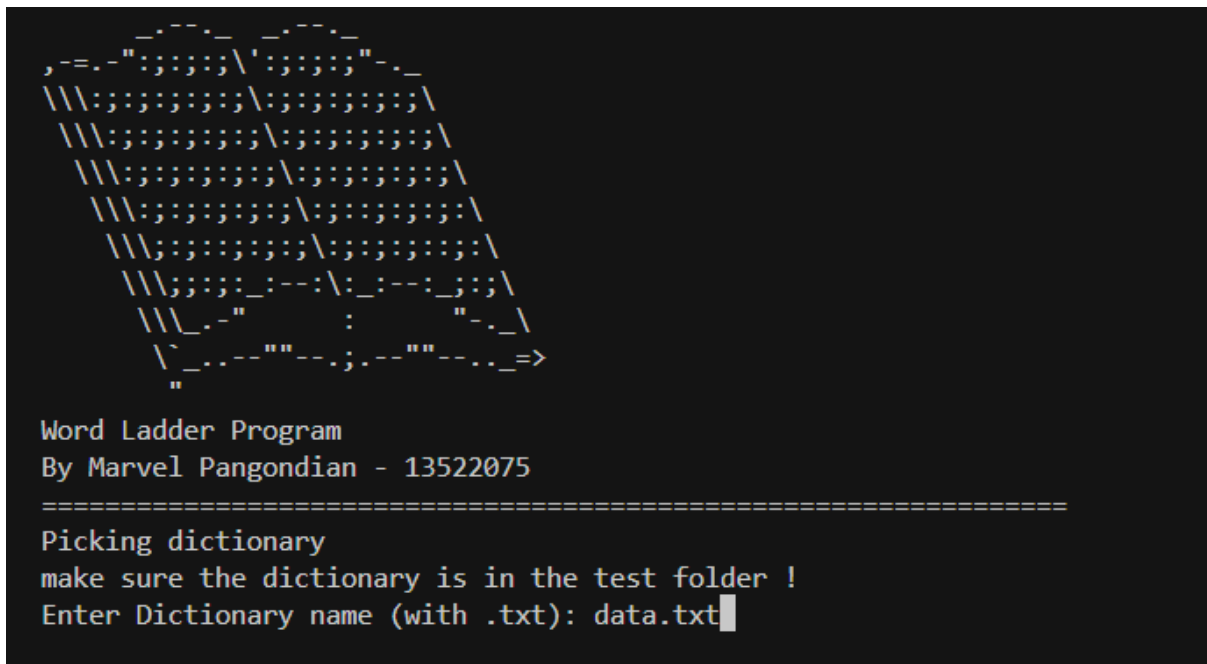 Word Ladder Program
By Marvel Pangondian - 13522075
=================================================================
Picking dictionary
make sure the dictionary is in the test folder !
Enter Dictionary name (with .txt): data.txt